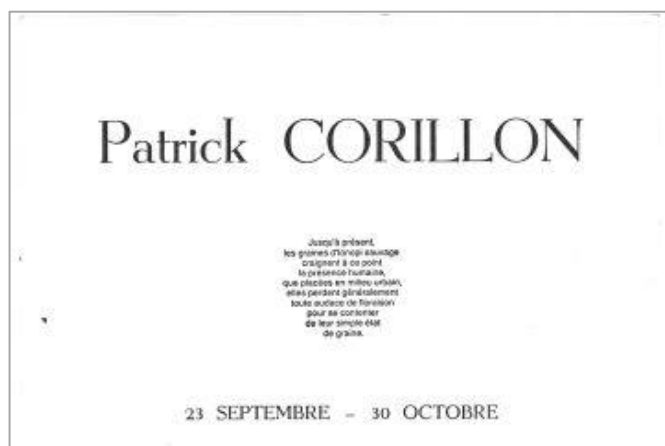 Patrick CORILLON
Jusqu'à présent,
les graines d'Ionopi sauvage
craignent à ce point
la présence humaine,
que placées en milieu urbain,
elles perdent généralement
toute audace de floraison
pour se contenter
de leur simple état
de graine.
23 SEPTEMBRE – 30 OCTOBRE